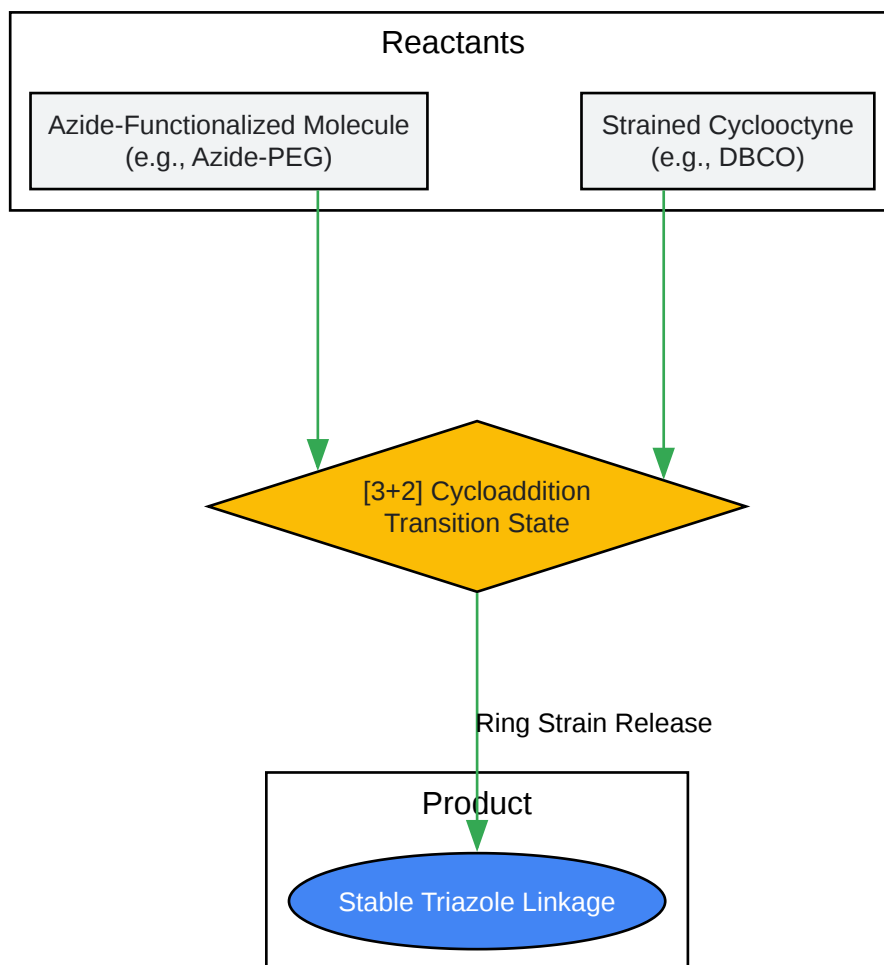 Reactants
Azide-Functionalized Molecule
(e.g., Azide-PEG)
Strained Cyclooctyne
(e.g., DBCO)
[3+2] Cycloaddition
Transition State
Ring Strain Release
Product
Stable Triazole Linkage